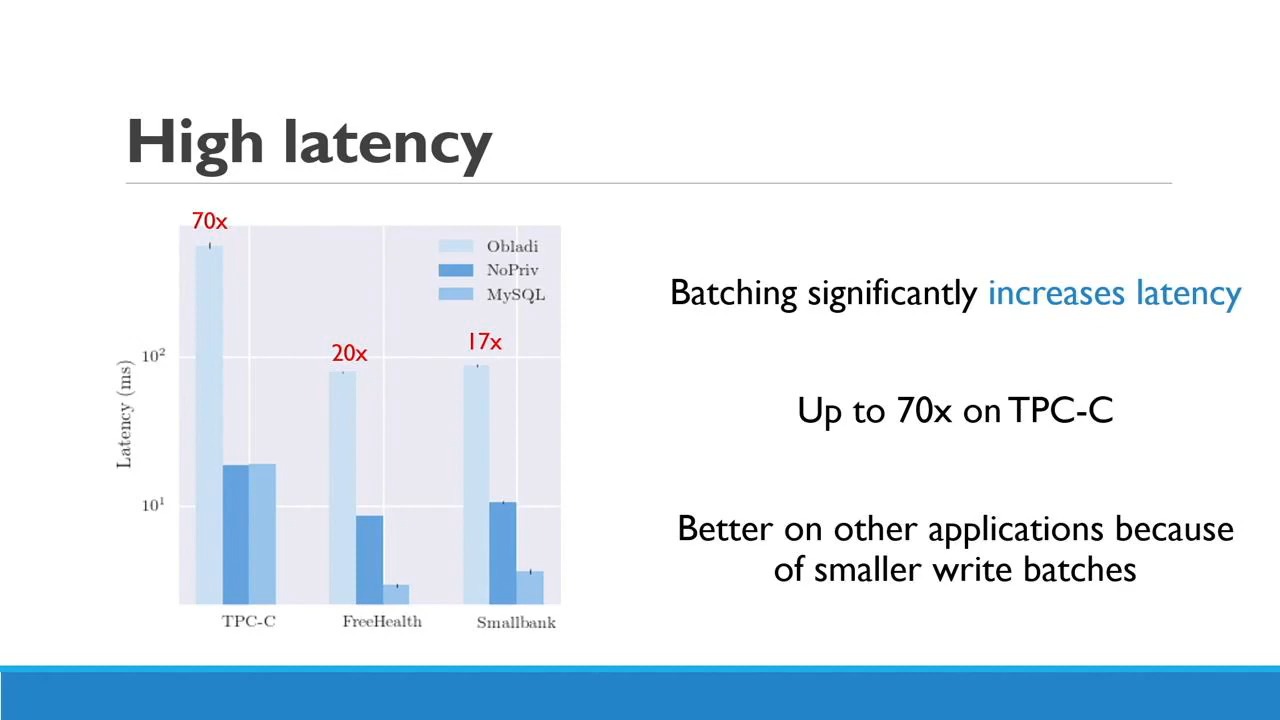 High latency
70x
Obladi
NoPriv
MySQL
20x
17x
Latency (ms)
10²
10¹
TPC-C
FreeHealth
Smallbank
Batching significantly increases latency
Up to 70x on TPC-C
Better on other applications because
of smaller write batches